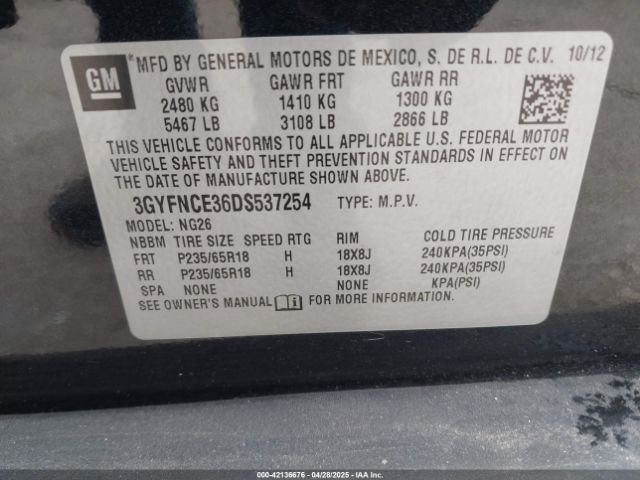 GM
*MFD BY GENERAL MOTORS DE MEXICO, S. DE R.L. DE C.V. 10/12
GVWR GAWR FRT GAWR RR
2480 KG 1410 KG 1300 KG
5467 LB 3108 LB 2866 LB
THIS VEHICLE CONFORMS TO ALL APPLICABLE U.S. FEDERAL MOTOR
VEHICLE SAFETY AND THEFT PREVENTION STANDARDS IN EFFECT ON
THE DATE OF MANUFACTURE SHOWN ABOVE.
3GYFNCE36DS537254 TYPE: M.P.V.
MODEL: NG26
NBBM TIRE SIZE SPEED RTG RIM COLD TIRE PRESSURE
FRT P235/65R18 H 18X8J 240KPA(35PSI)
RR P235/65R18 H 18X8J 240KPA(35PSI)
SPA NONE NONE KPA(PSI)
SEE OWNER'S MANUAL FOR MORE INFORMATION.
000-42136676 | 04/28/2025 | Copart/IAAI